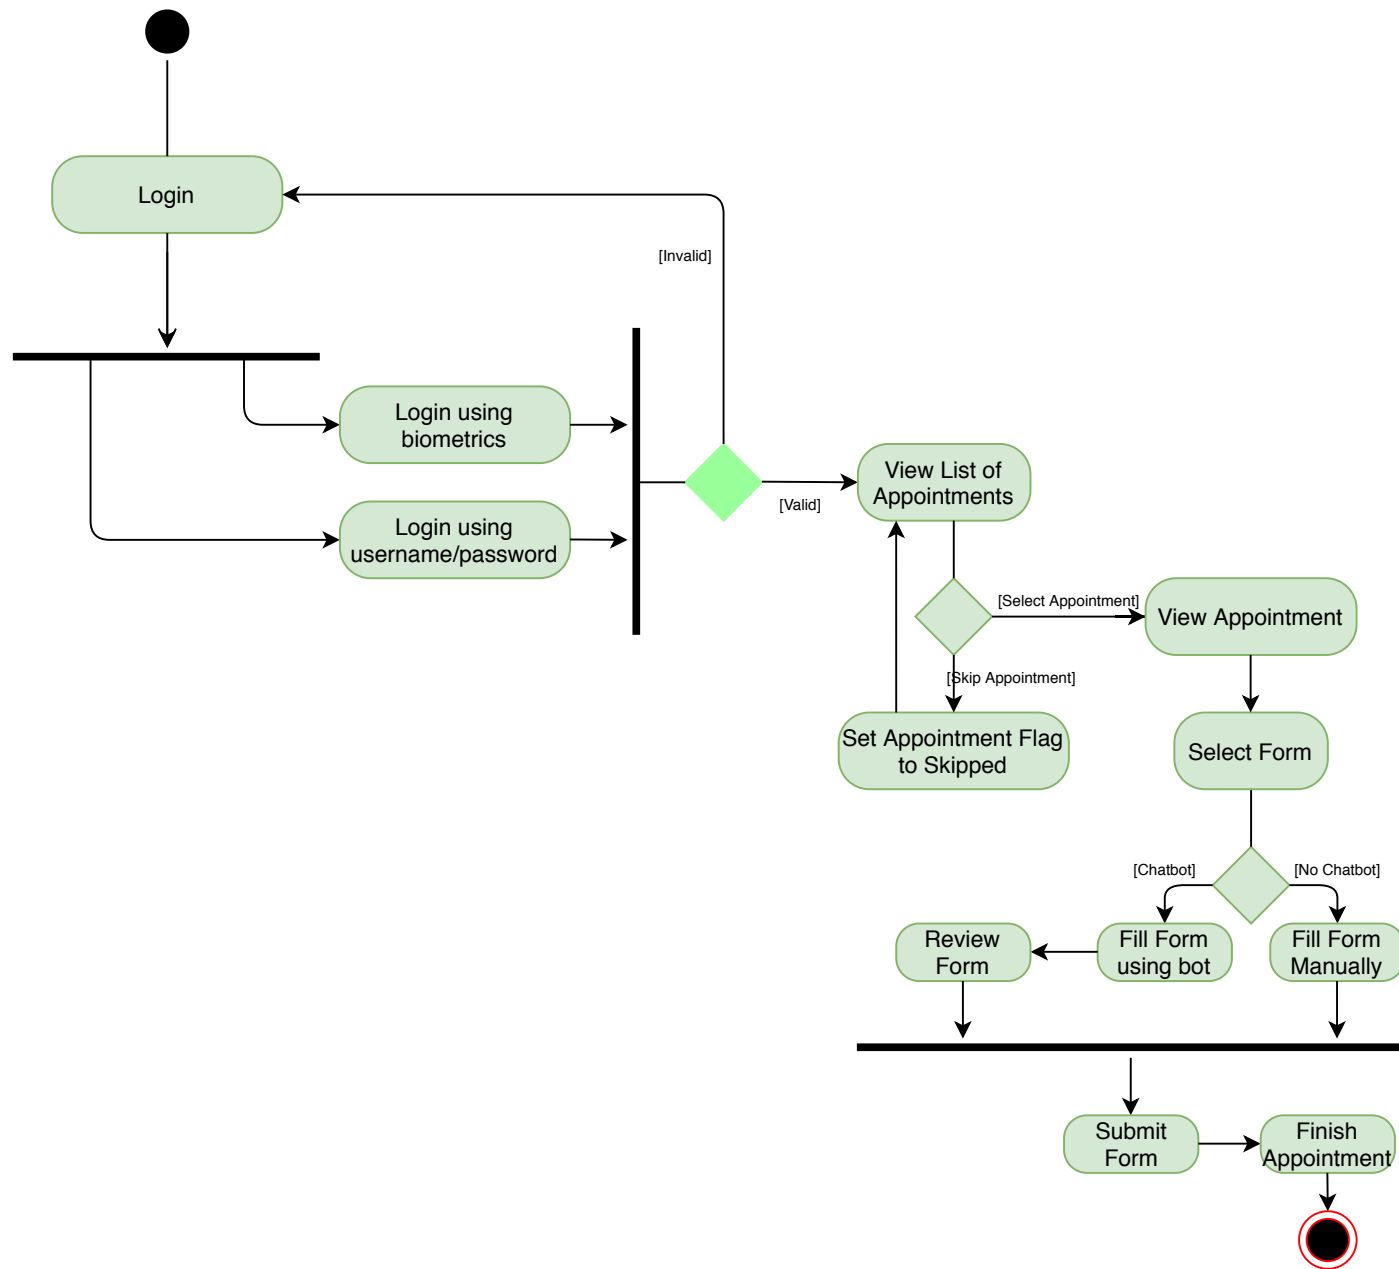 Login
[Invalid]
Login using
biometrics
Login using
username/password
[Valid]
View List of
Appointments
[Select Appointment]
View Appointment
[Skip Appointment]
Set Appointment Flag
to Skipped
Select Form
[Chatbot]
[No Chatbot]
Review
Form
Fill Form
using bot
Fill Form
Manually
Submit
Form
Finish
Appointment